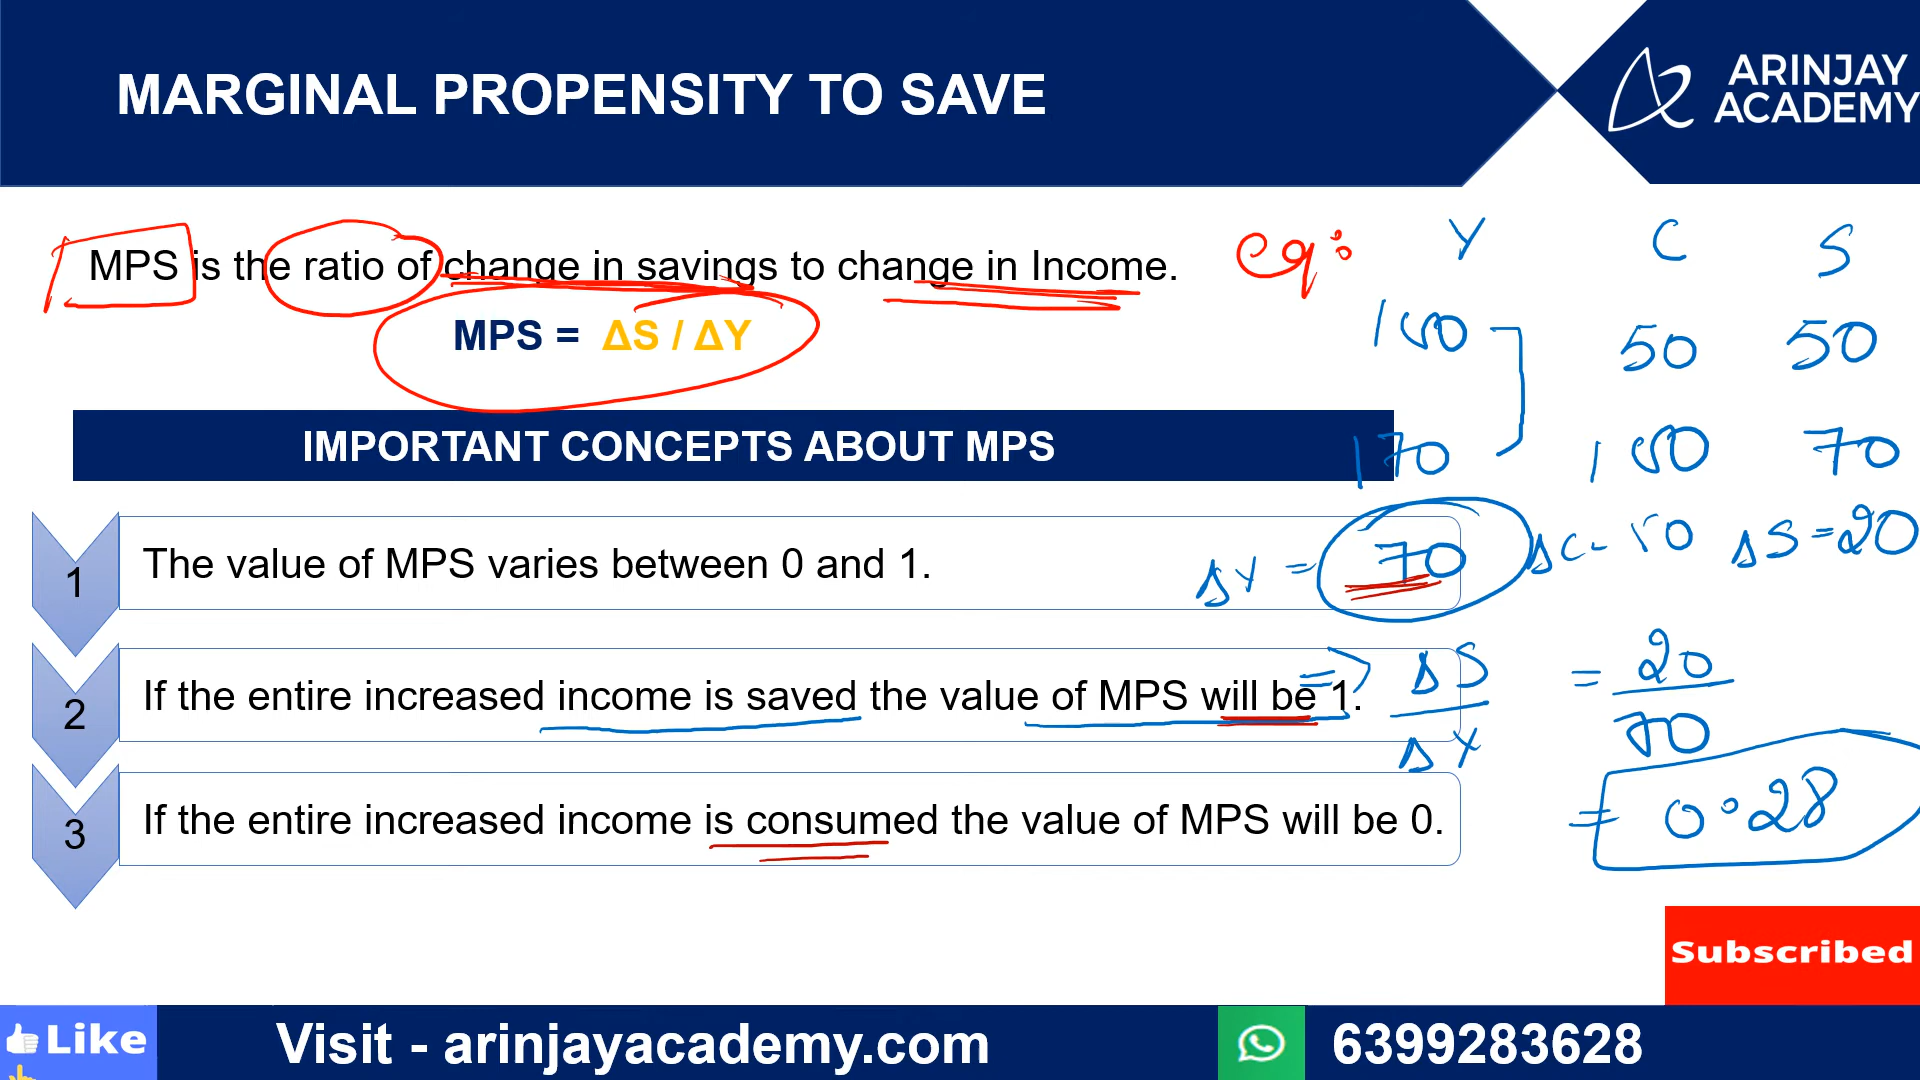 MARGINAL PROPENSITY TO SAVE
ARINJAY
ACADEMY
MPS is the ratio of change in savings to change in Income.
MPS = ΔS / ΔY
eg:
Y C S
100 50 50
170 100 70
ΔY = 70 ΔC = 50 ΔS = 20
IMPORTANT CONCEPTS ABOUT MPS
1 The value of MPS varies between 0 and 1.
2 If the entire increased income is saved the value of MPS will be 1.
3 If the entire increased income is consumed the value of MPS will be 0.
=> ΔS = 20
ΔY 70
= 0.28
Subscribed
Like
Visit - arinjayacademy.com
6399283628